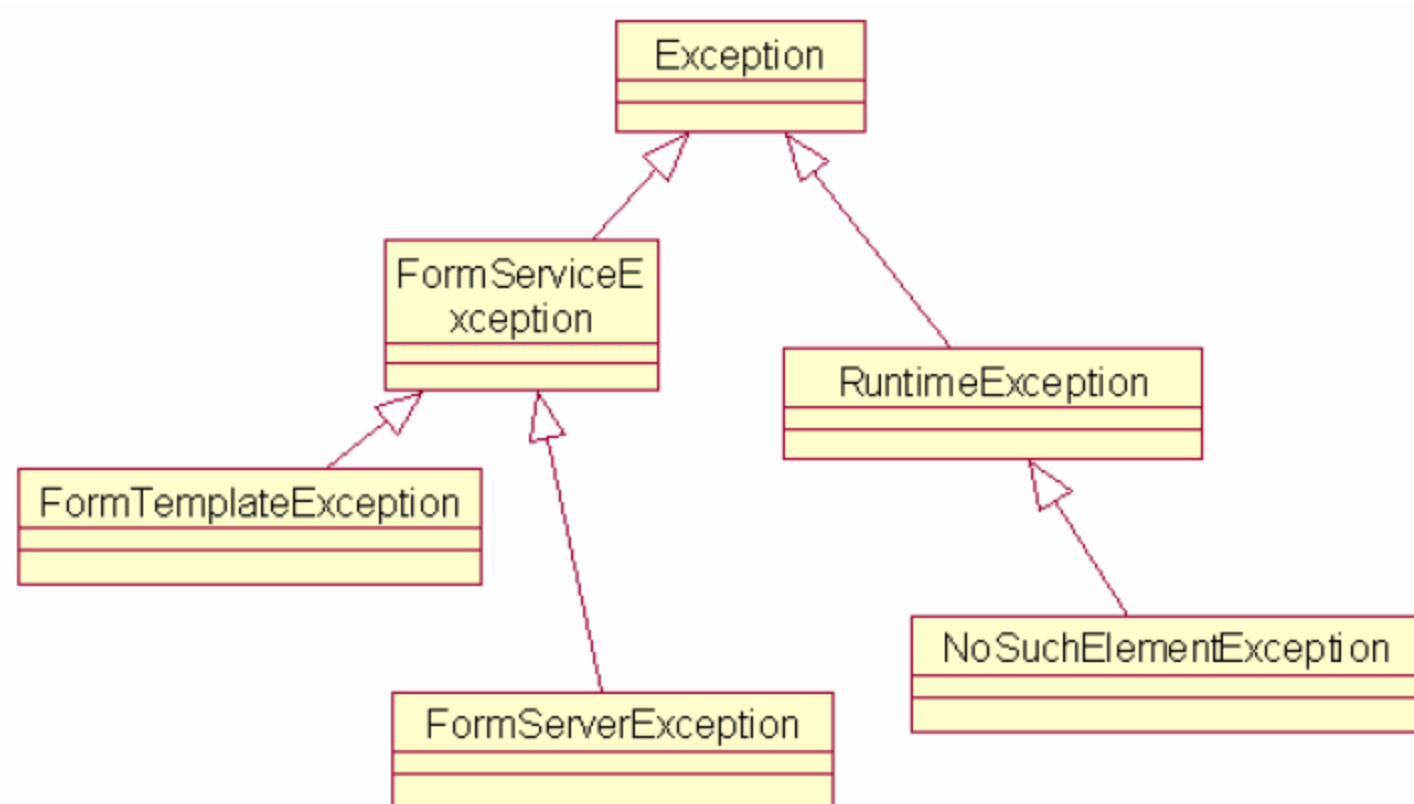 Exception
FormServiceE
xception
RuntimeException
FormTemplateException
NoSuchElementException
FormServerException